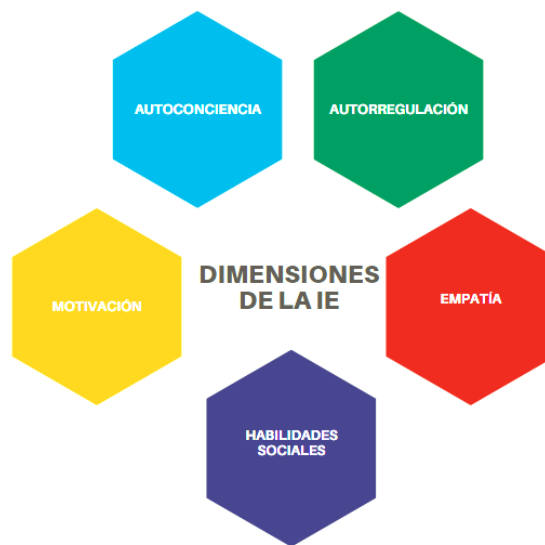 AUTOCONCIENCIA
AUTORREGULACIÓN
DIMENSIONES
DE LA IE
MOTIVACIÓN
EMPATÍA
HABILIDADES
SOCIALES